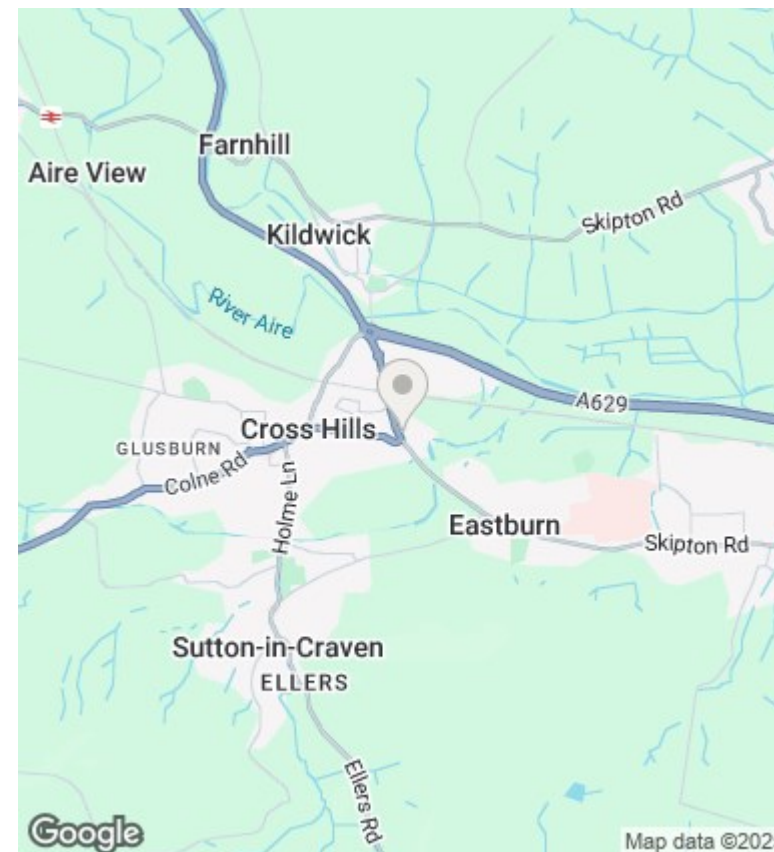 Farnhill
Aire View
Skipton Rd
Kildwick
River Aire
A629
Cross Hills
GLUSBURN
Colne Rd
Holme Ln
Eastburn
Skipton Rd
Sutton-in-Craven
ELLERS
Ellers Rd
Google
Map data ©202